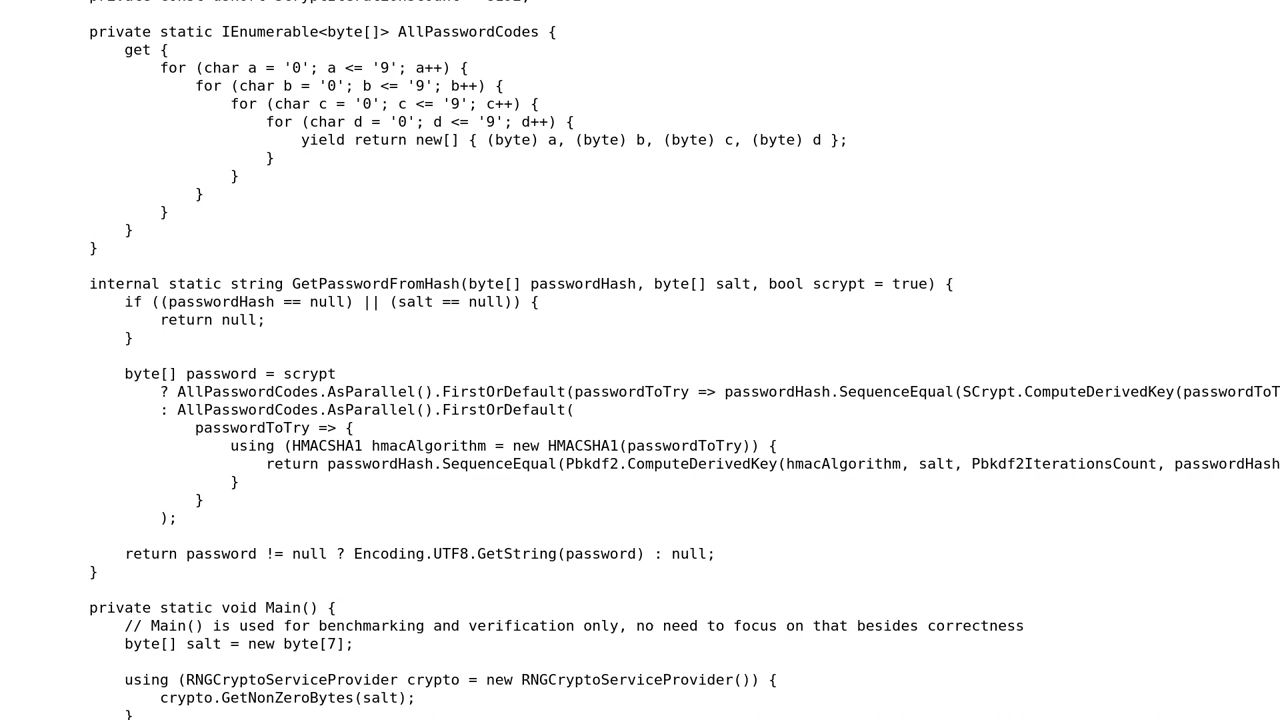 private static IEnumerable<byte[]> AllPasswordCodes {
get {
for (char a = '0'; a <= '9'; a++) {
for (char b = '0'; b <= '9'; b++) {
for (char c = '0'; c <= '9'; c++) {
for (char d = '0'; d <= '9'; d++) {
yield return new[] { (byte) a, (byte) b, (byte) c, (byte) d };
}
}
}
}
}
}
internal static string GetPasswordFromHash(byte[] passwordHash, byte[] salt, bool scrypt = true) {
if ((passwordHash == null) || (salt == null)) {
return null;
}
byte[] password = scrypt
? AllPasswordCodes.AsParallel().FirstOrDefault(passwordToTry => passwordHash.SequenceEqual(SCrypt.ComputeDerivedKey(passwordToT
: AllPasswordCodes.AsParallel().FirstOrDefault(
passwordToTry => {
using (HMACSHA1 hmacAlgorithm = new HMACSHA1(passwordToTry)) {
return passwordHash.SequenceEqual(Pbkdf2.ComputeDerivedKey(hmacAlgorithm, salt, Pbkdf2IterationsCount, passwordHash
}
}
);
return password != null ? Encoding.UTF8.GetString(password) : null;
}
private static void Main() {
// Main() is used for benchmarking and verification only, no need to focus on that besides correctness
byte[] salt = new byte[7];
using (RNGCryptoServiceProvider crypto = new RNGCryptoServiceProvider()) {
crypto.GetNonZeroBytes(salt);
}